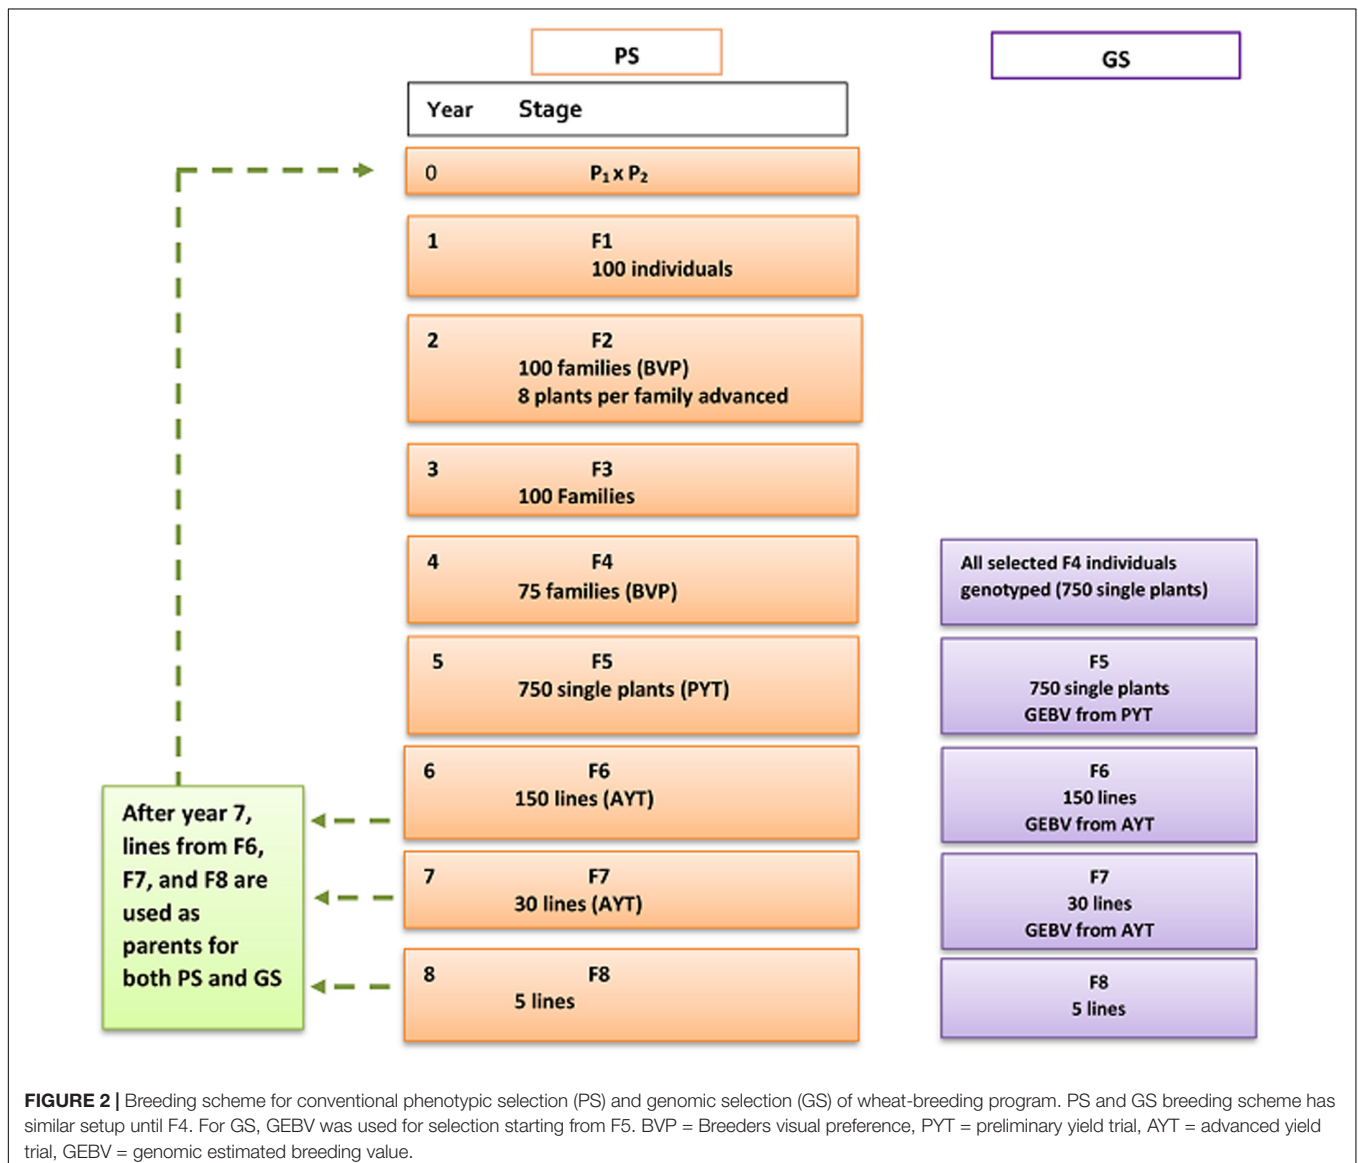 PS
GS
Year Stage
0 P1 x P2
1 F1
100 individuals
2 F2
100 families (BVP)
8 plants per family advanced
3 F3
100 Families
4 F4
75 families (BVP)
All selected F4 individuals
genotyped (750 single plants)
5 F5
750 single plants (PYT)
F5
750 single plants
GEBV from PYT
6 F6
150 lines (AYT)
F6
150 lines
GEBV from AYT
7 F7
30 lines (AYT)
F7
30 lines
GEBV from AYT
8 F8
5 lines
F8
5 lines
After year 7,
lines from F6,
F7, and F8 are
used as
parents for
both PS and GS
FIGURE 2 | Breeding scheme for conventional phenotypic selection (PS) and genomic selection (GS) of wheat-breeding program. PS and GS breeding scheme has
similar setup until F4. For GS, GEBV was used for selection starting from F5. BVP = Breeders visual preference, PYT = preliminary yield trial, AYT = advanced yield
trial, GEBV = genomic estimated breeding value.